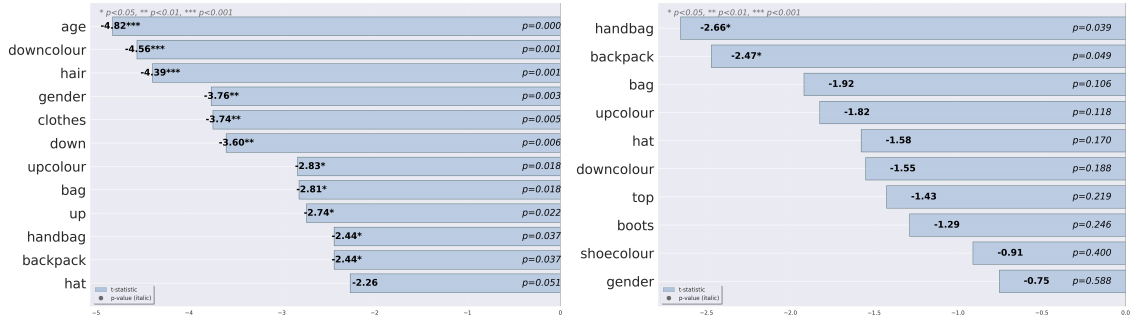 * p<0.05, ** p<0.01, *** p<0.001
age -4.82*** p=0.000
downcolour -4.56*** p=0.001
hair -4.39*** p=0.001
gender -3.76** p=0.003
clothes -3.74** p=0.005
down -3.60** p=0.006
upcolour -2.83* p=0.018
bag -2.81* p=0.018
up -2.74* p=0.022
handbag -2.44* p=0.037
backpack -2.44* p=0.037
hat -2.26 p=0.051
t-statistic
p-value (italic)
−5 −4 −3 −2 −1 0
* p<0.05, ** p<0.01, *** p<0.001
handbag -2.66* p=0.039
backpack -2.47* p=0.049
bag -1.92 p=0.106
upcolour -1.82 p=0.118
hat -1.58 p=0.170
downcolour -1.55 p=0.188
top -1.43 p=0.219
boots -1.29 p=0.246
shoecolour -0.91 p=0.400
gender -0.75 p=0.588
t-statistic
p-value (italic)
−2.5 −2.0 −1.5 −1.0 −0.5 0.0